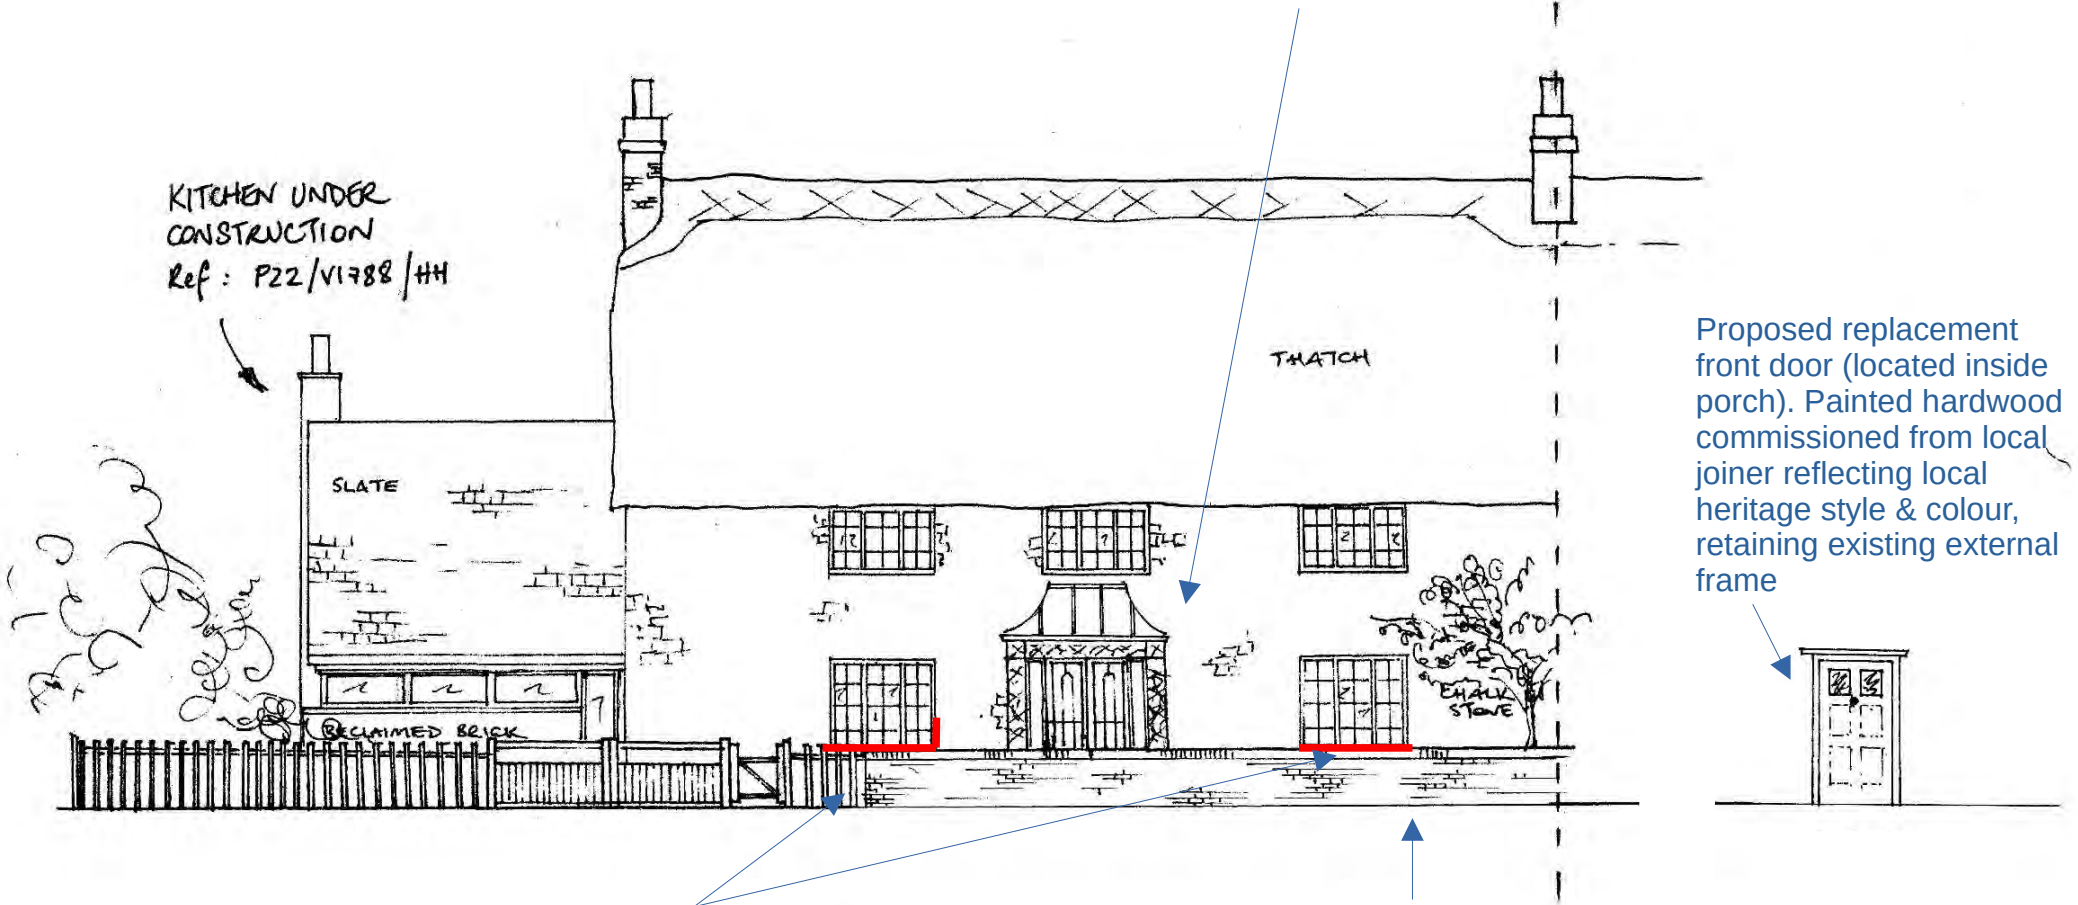 KITCHEN UNDER
CONSTRUCTION
Ref : P22/V1788/HH
THATCH
SLATE
RECLAIMED BRICK
CHALK
STONE
Proposed replacement
front door (located inside
porch). Painted hardwood
commissioned from local
joiner reflecting local
heritage style & colour,
retaining existing external
frame